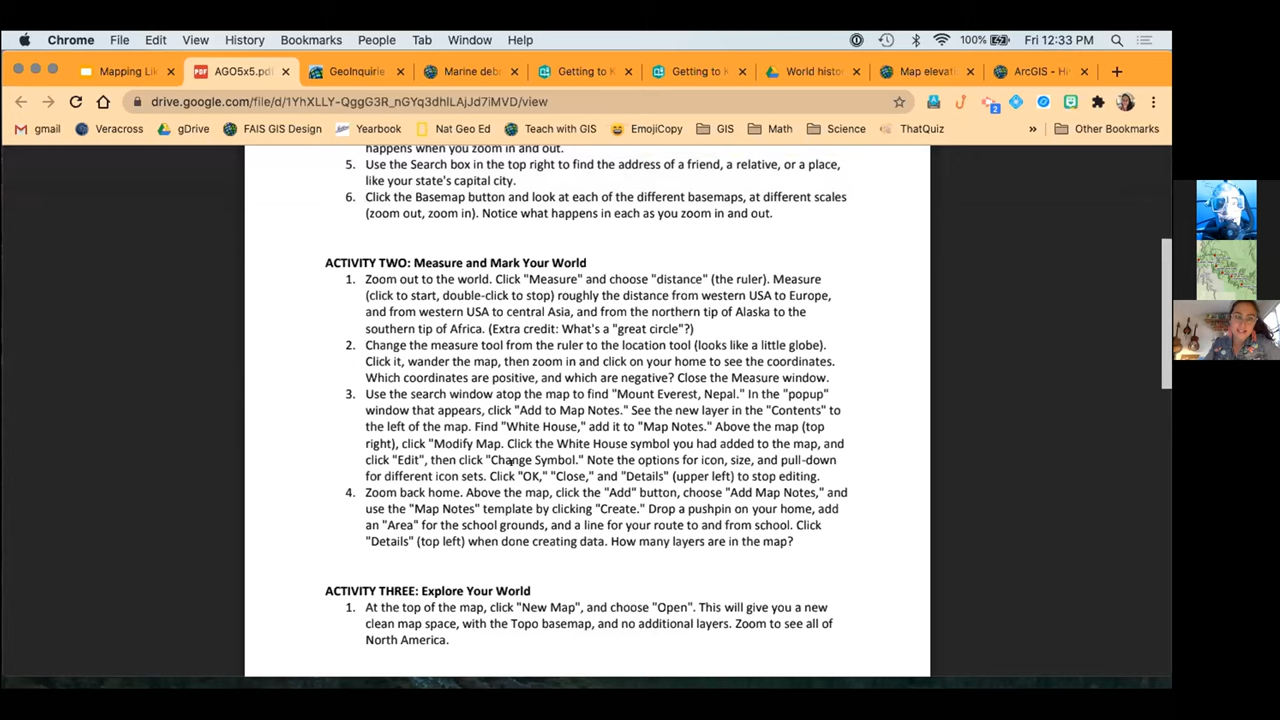 Chrome File Edit View History Bookmarks People Tab Window Help 100% Fri 12:33 PM
Mapping Li AGO5x5.pdf GeoInquirie Marine deb Getting to K Getting to K World histo Map elevati ArcGIS - H
drive.google.com/file/d/1YhXLLY-QggG3R_nGYq3dhlLAjJd7iMVD/view
2
gmail Veracross gDrive FAIS GIS Design Yearbook Nat Geo Ed Teach with GIS EmojiCopy GIS Math Science ThatQuiz » Other Bookmarks
happens when you zoom in and out.
5. Use the Search box in the top right to find the address of a friend, a relative, or a place,
like your state's capital city.
6. Click the Basemap button and look at each of the different basemaps, at different scales
(zoom out, zoom in). Notice what happens in each as you zoom in and out.
ACTIVITY TWO: Measure and Mark Your World
1. Zoom out to the world. Click "Measure" and choose "distance" (the ruler). Measure
(click to start, double-click to stop) roughly the distance from western USA to Europe,
and from western USA to central Asia, and from the northern tip of Alaska to the
southern tip of Africa. (Extra credit: What's a "great circle"?)
2. Change the measure tool from the ruler to the location tool (looks like a little globe).
Click it, wander the map, then zoom in and click on your home to see the coordinates.
Which coordinates are positive, and which are negative? Close the Measure window.
3. Use the search window atop the map to find "Mount Everest, Nepal." In the "popup"
window that appears, click "Add to Map Notes." See the new layer in the "Contents" to
the left of the map. Find "White House," add it to "Map Notes." Above the map (top
right), click "Modify Map. Click the White House symbol you had added to the map, and
click "Edit", then click "Change Symbol." Note the options for icon, size, and pull-down
for different icon sets. Click "OK," "Close," and "Details" (upper left) to stop editing.
4. Zoom back home. Above the map, click the "Add" button, choose "Add Map Notes," and
use the "Map Notes" template by clicking "Create." Drop a pushpin on your home, add
an "Area" for the school grounds, and a line for your route to and from school. Click
"Details" (top left) when done creating data. How many layers are in the map?
ACTIVITY THREE: Explore Your World
1. At the top of the map, click "New Map", and choose "Open". This will give you a new
clean map space, with the Topo basemap, and no additional layers. Zoom to see all of
North America.